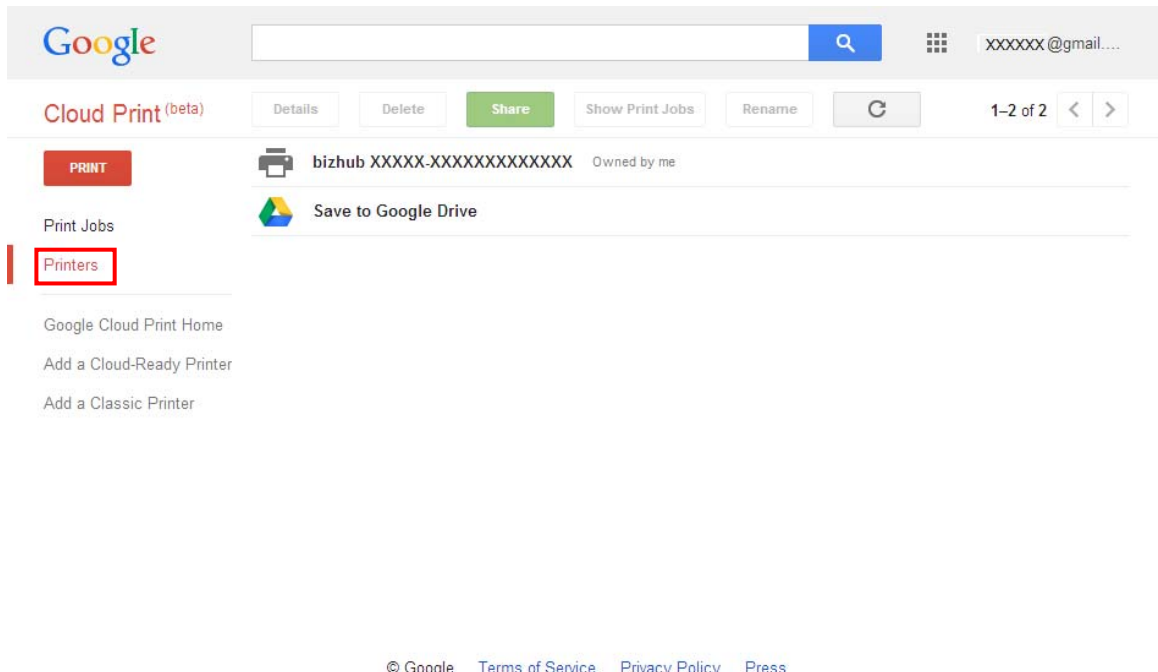 Google
XXXXXX @gmail....
Cloud Print (beta)
Details Delete Share Show Print Jobs Rename 1–2 of 2
PRINT
bizhub XXXXX-XXXXXXXXXXXXX Owned by me
Save to Google Drive
Print Jobs
Printers
Google Cloud Print Home
Add a Cloud-Ready Printer
Add a Classic Printer
© Google Terms of Service Privacy Policy Press